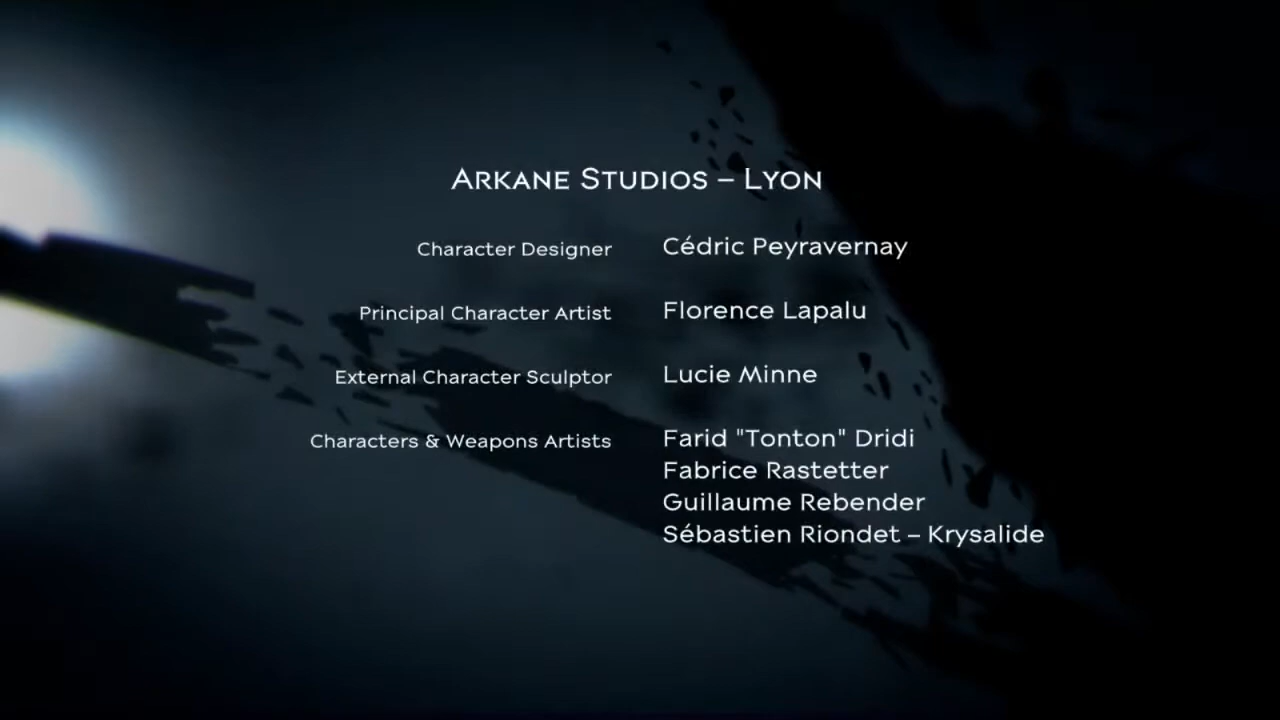 Arkane Studios – Lyon
Character Designer Cédric Peyravernay
Principal Character Artist Florence Lapalu
External Character Sculptor Lucie Minne
Characters & Weapons Artists Farid "Tonton" Dridi
Fabrice Rastetter
Guillaume Rebender
Sébastien Riondet – Krysalide